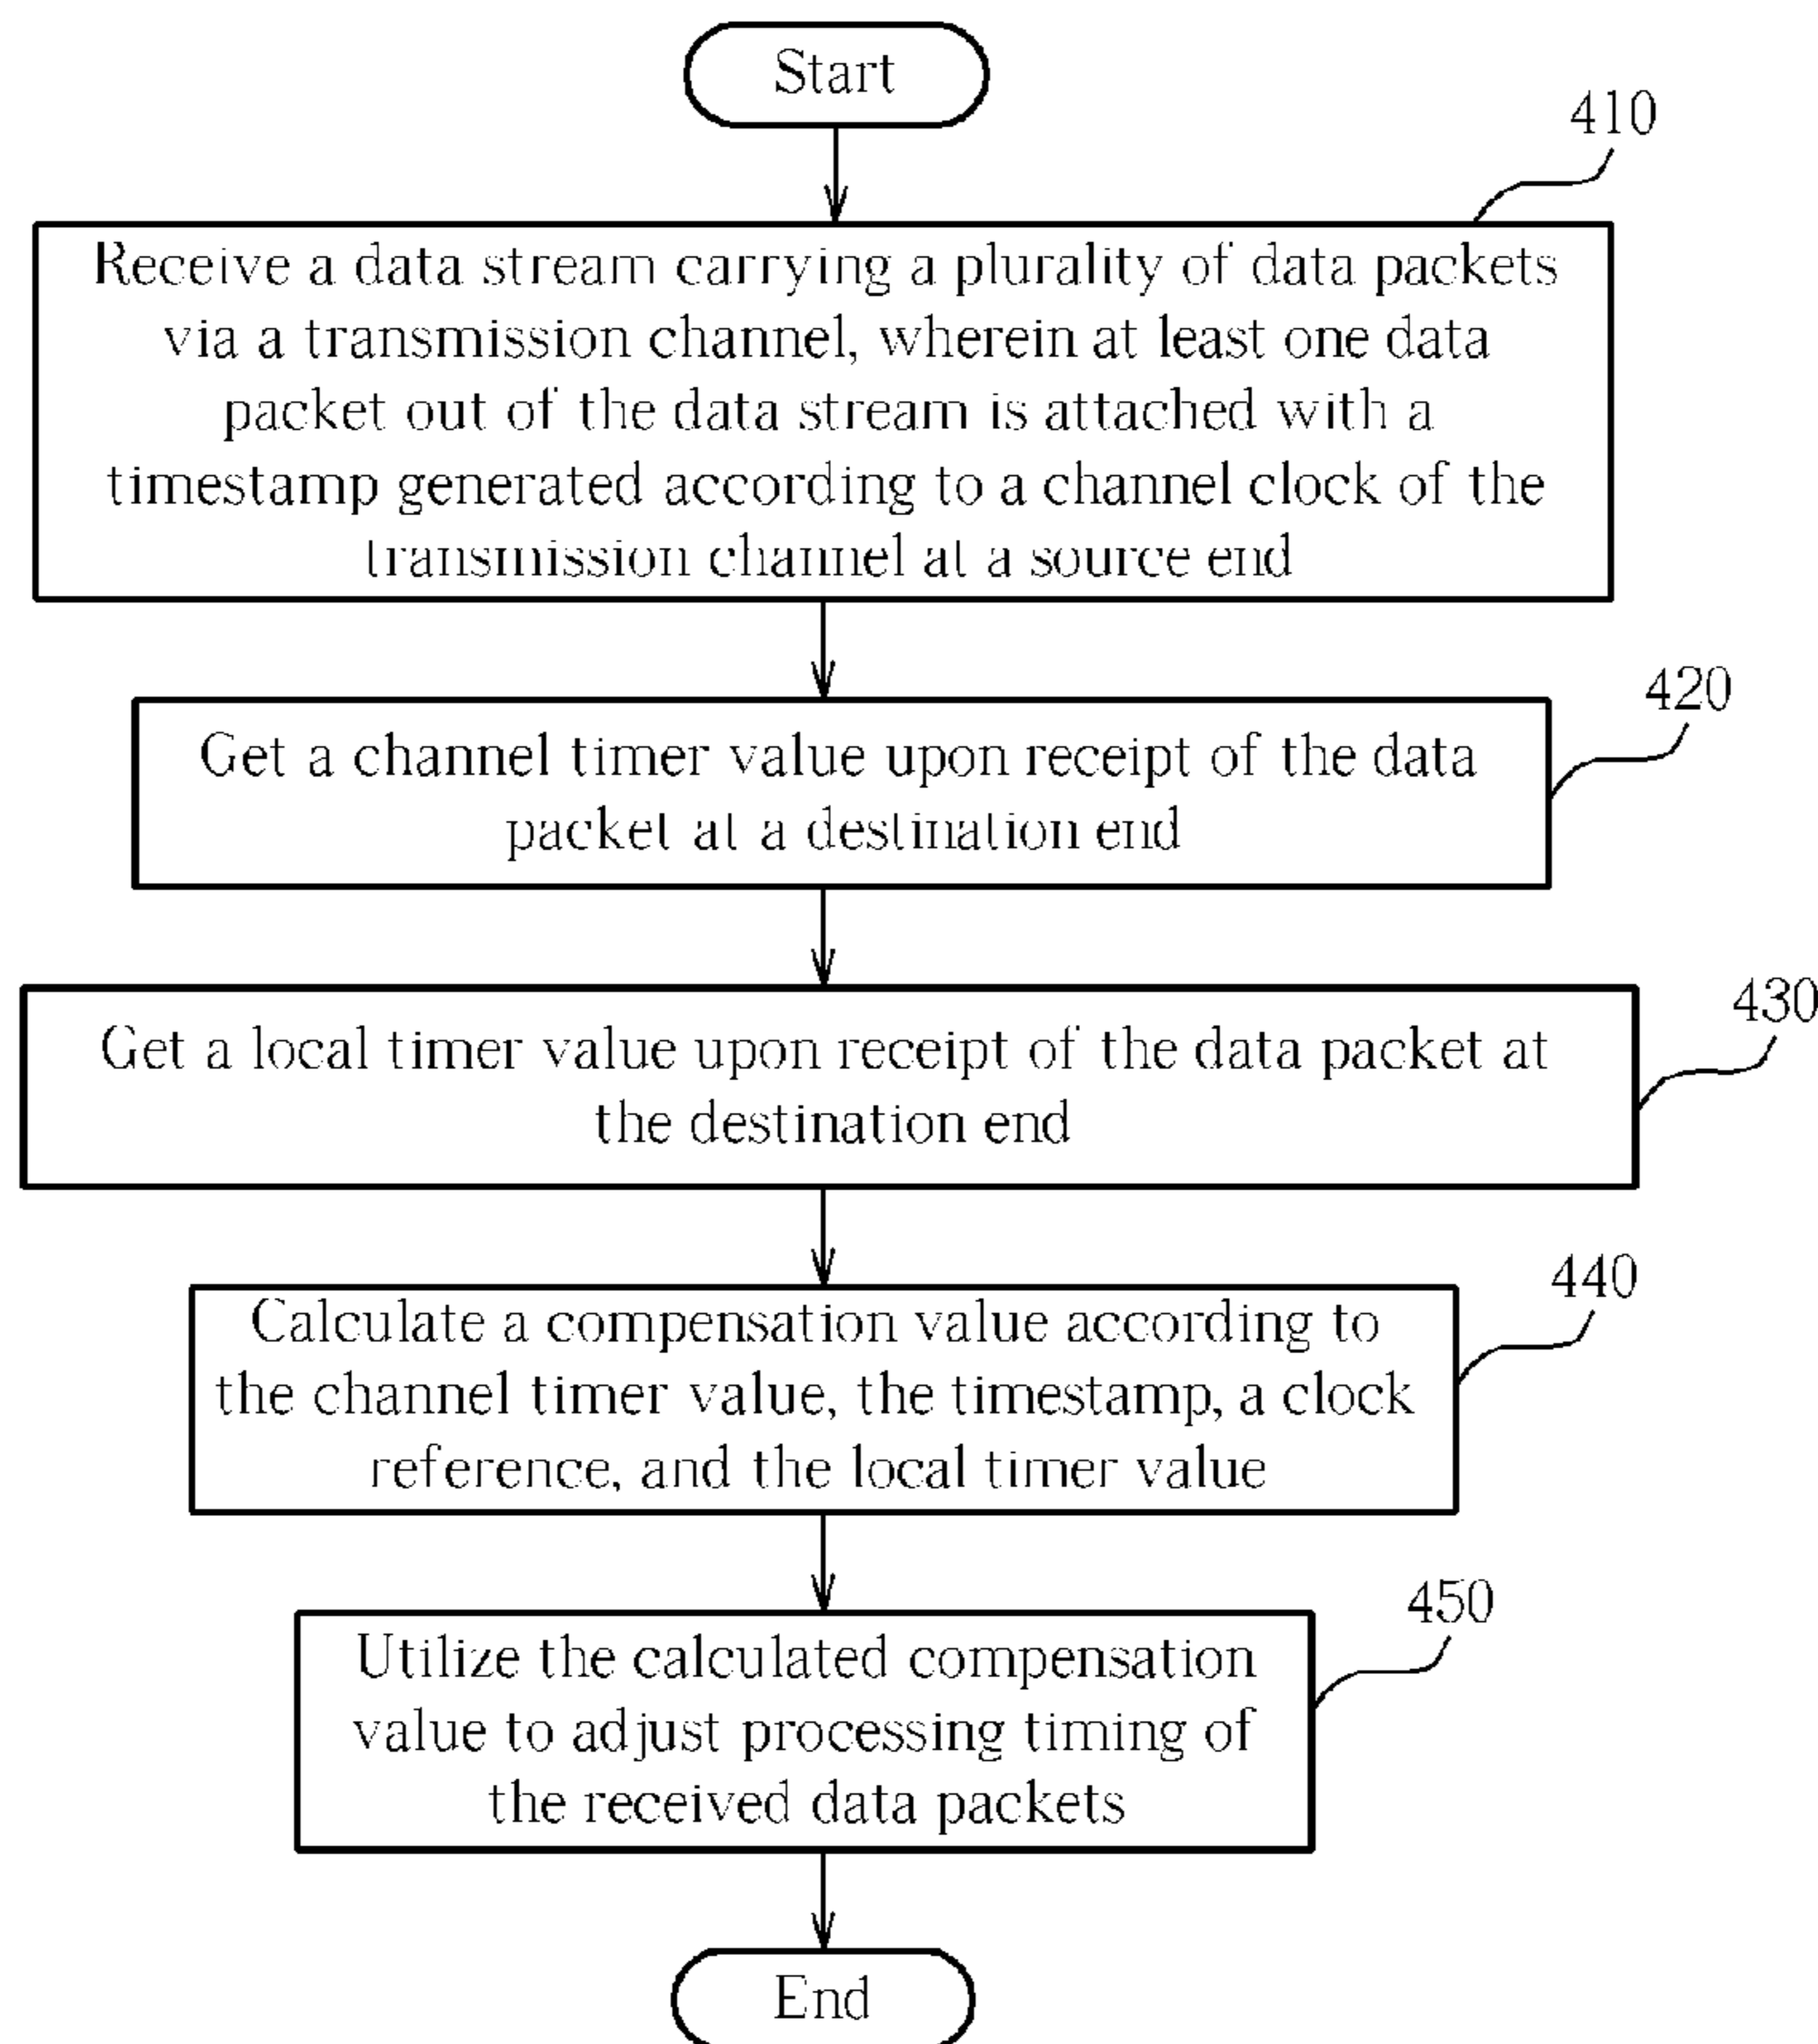 Start
410
Receive a data stream carrying a plurality of data packets
via a transmission channel, wherein at least one data
packet out of the data stream is attached with a
timestamp generated according to a channel clock of the
transmission channel at a source end
420
Get a channel timer value upon receipt of the data
packet at a destination end
430
Get a local timer value upon receipt of the data packet at
the destination end
440
Calculate a compensation value according to
the channel timer value, the timestamp, a clock
reference, and the local timer value
450
Utilize the calculated compensation
value to adjust processing timing of
the received data packets
End